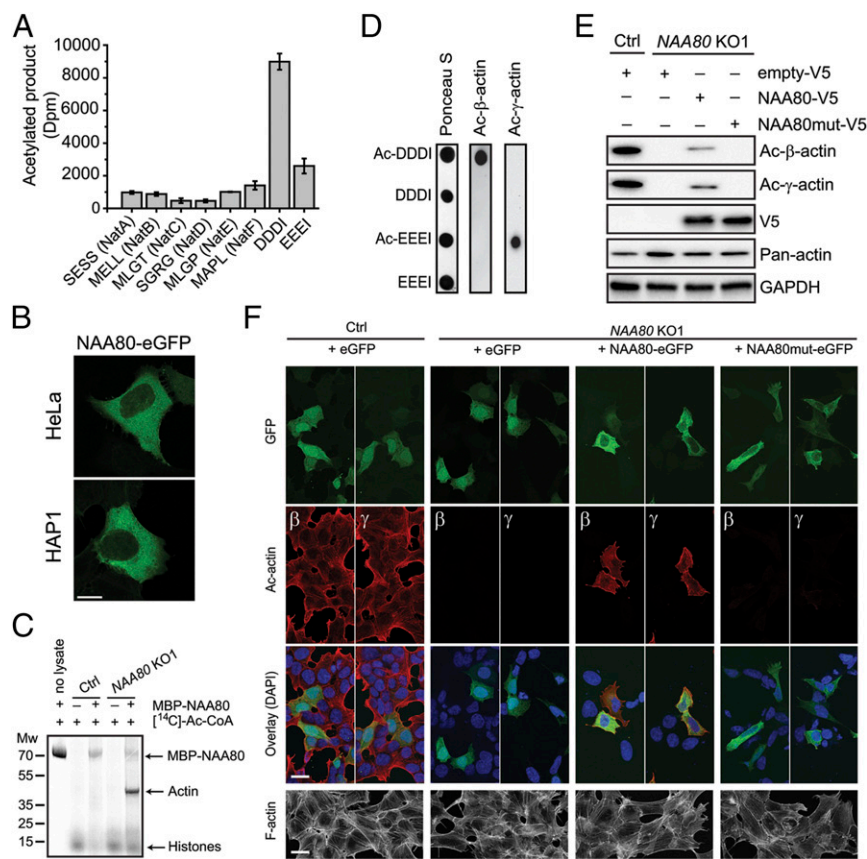 A
Acetylated product
(Dpm)
10000
8000
6000
4000
2000
0
SESS (NatA)
MELL (NatB)
MLGT (NatC)
SGRG (NatD)
MLGP (NatE)
MAPL (NatF)
DDDI
EEEI
B
NAA80-eGFP
HeLa
HAP1
C
no lysate
Ctrl
NAA80 KO1
+ − + − + MBP-NAA80
+ + + + + [14C]-Ac-CoA
Mw
70
55
35
25
15
MBP-NAA80
Actin
Histones
D
Ponceau S
Ac-β-actin
Ac-γ-actin
Ac-DDDI
DDDI
Ac-EEEI
EEEI
E
Ctrl NAA80 KO1
+ + − − empty-V5
− − + − NAA80-V5
− − − + NAA80mut-V5
Ac-β-actin
Ac-γ-actin
V5
Pan-actin
GAPDH
F
Ctrl NAA80 KO1
+ eGFP + eGFP + NAA80-eGFP + NAA80mut-eGFP
GFP
Ac-actin
β γ β γ β γ β γ
Overlay (DAPI)
F-actin